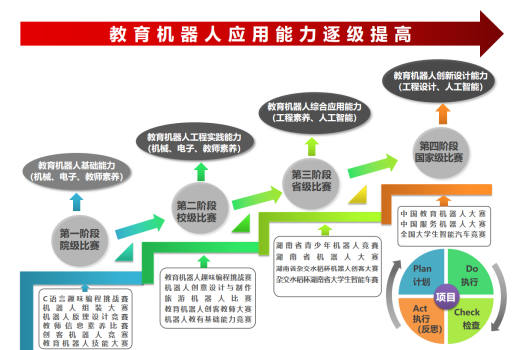 教育机器人应用能力逐级提高
教育机器人创新设计能力
(工程设计、人工智能)
教育机器人综合应用能力
(工程素养、人工智能)
教育机器人工程实践能力
(机械、电子、教师素养)
教育机器人基础能力
(机械、电子、教师素养)
第四阶段
国家级比赛
第三阶段
省级比赛
第二阶段
校级比赛
第一阶段
院级比赛
中国教育机器人大赛
中国服务机器人大赛
全国大学生智能汽车竞赛
湖南省青少年机器人竞赛
湖南省机器人大赛
湖南省杂交水稻杯机器人创客大赛
杂交水稻杯湖南省大学生智能车赛
教育机器人趣味编程挑战赛
机器人创意设计与制作
旅游机器人比赛
教育机器人创客教师大赛
机器人教育基础能力竞赛
C语言趣味编程挑战赛
机器人组装大赛
机器人原理设计竞赛
教师信息素养比赛
创客机器人竞赛
教育机器人技能大赛
Plan
计划
Do
执行
项目
Act
执行
(反思)
Check
检查